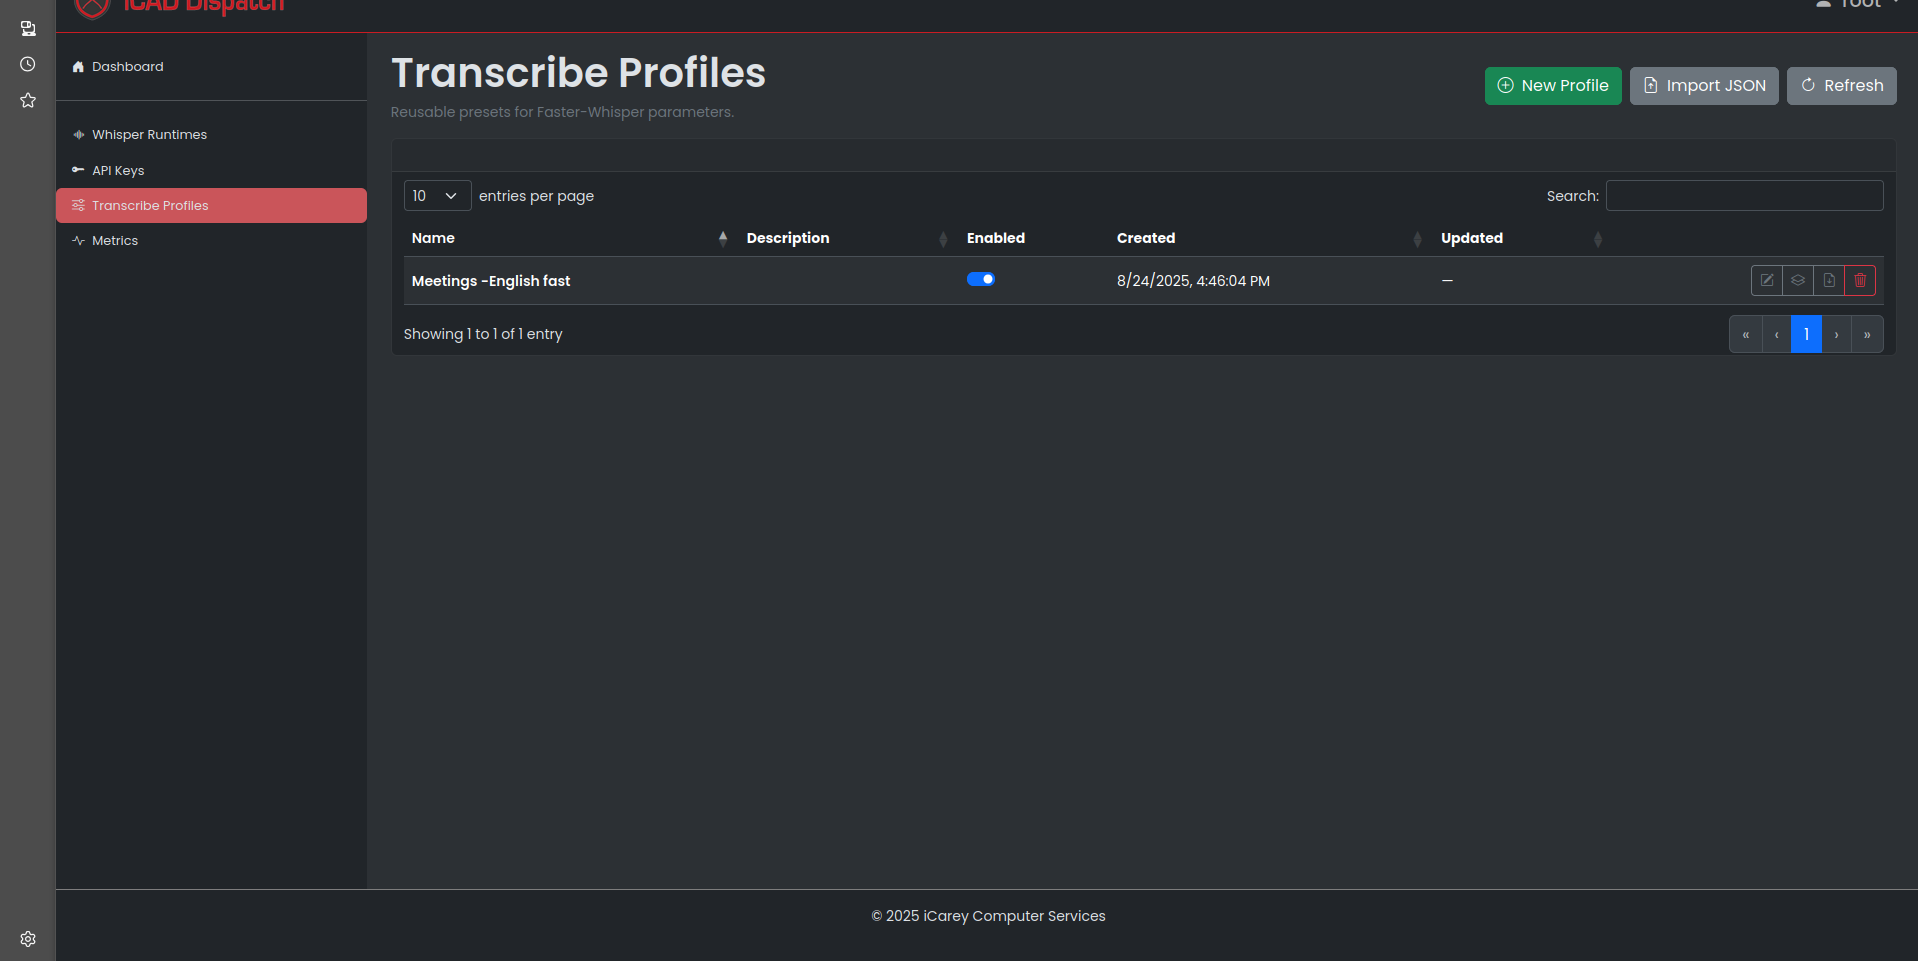 iCAD Dispatch
root
Dashboard
Whisper Runtimes
API Keys
Transcribe Profiles
Metrics
Transcribe Profiles
Reusable presets for Faster-Whisper parameters.
New Profile
Import JSON
Refresh
10 entries per page
Search:
Name Description Enabled Created Updated
Meetings -English fast 8/24/2025, 4:46:04 PM —
Showing 1 to 1 of 1 entry
« ‹ 1 › »
© 2025 iCarey Computer Services